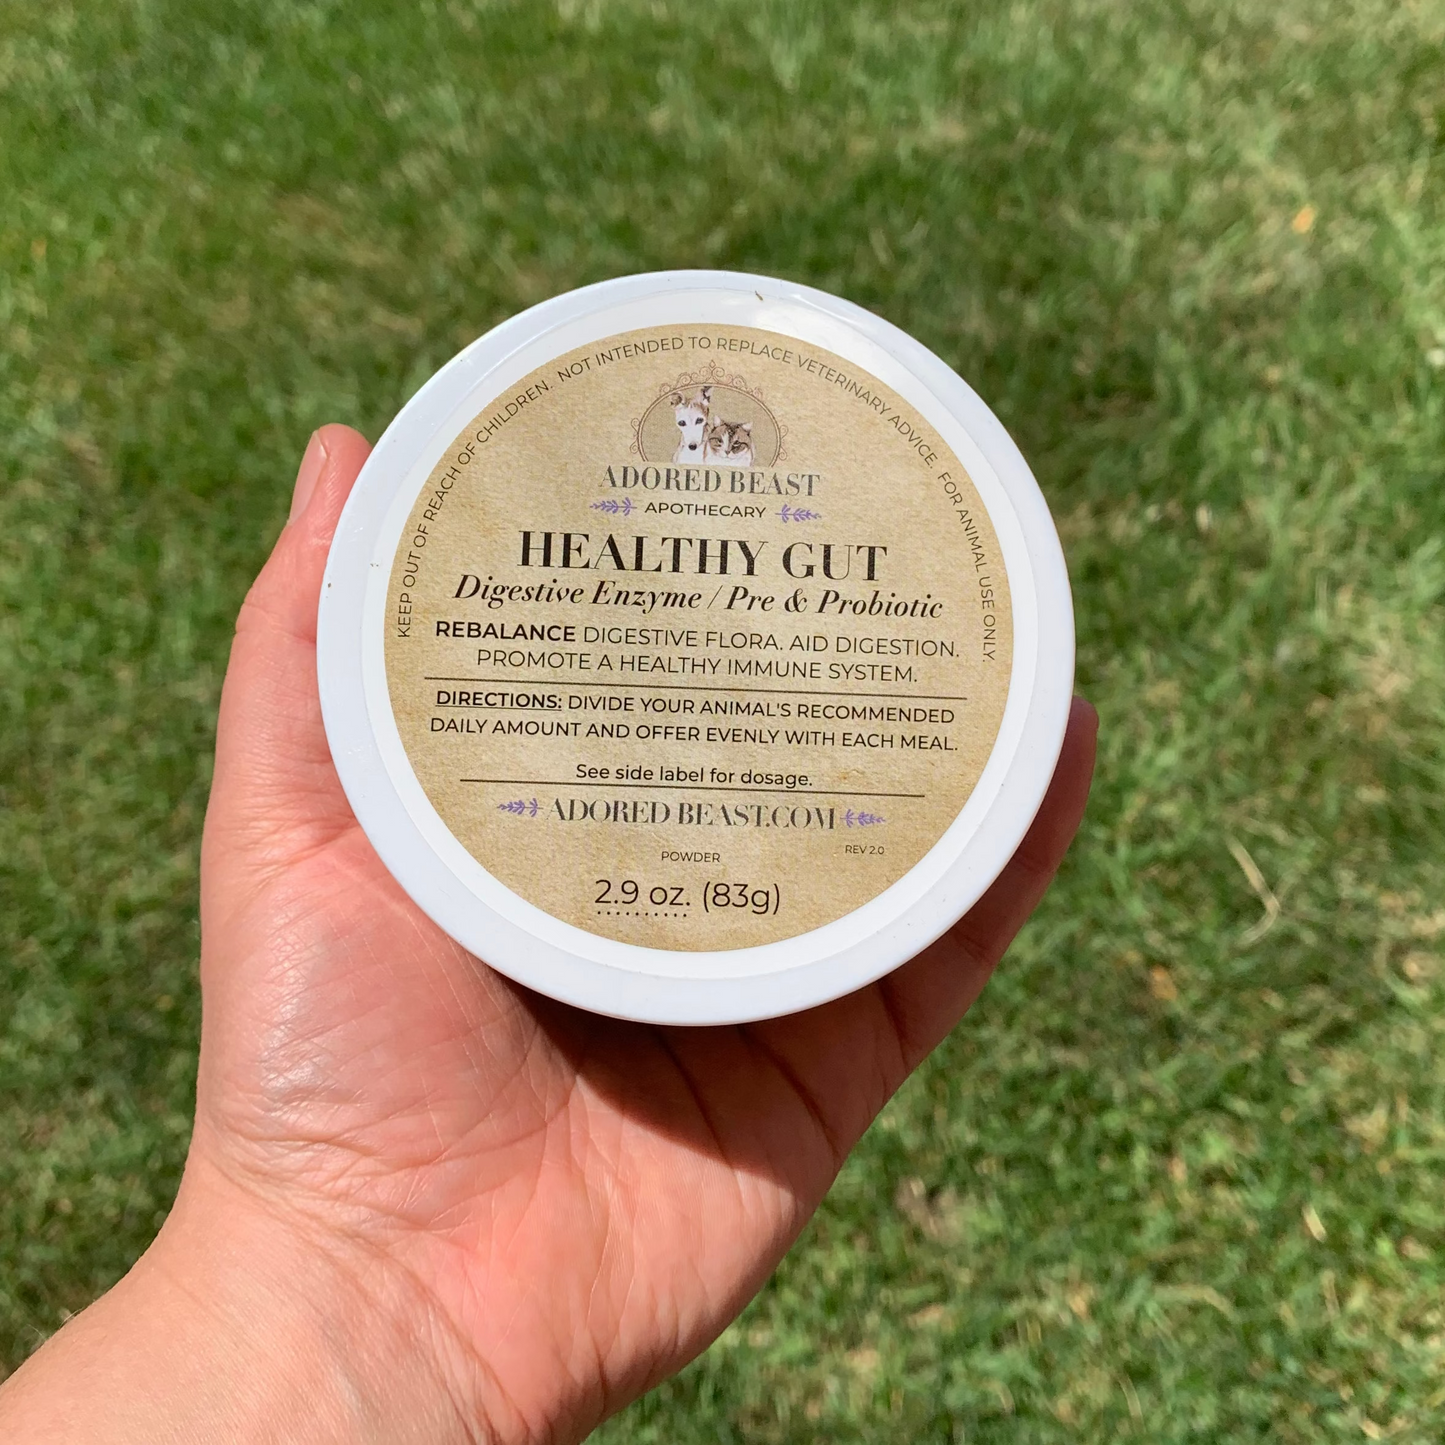 KEEP OUT OF REACH OF CHILDREN. NOT INTENDED TO REPLACE VETERINARY ADVICE. FOR ANIMAL USE ONLY.
ADORED BEAST
APOTHECARY
HEALTHY GUT
Digestive Enzyme / Pre & Probiotic
REBALANCE DIGESTIVE FLORA. AID DIGESTION.
PROMOTE A HEALTHY IMMUNE SYSTEM.
DIRECTIONS: DIVIDE YOUR ANIMAL'S RECOMMENDED
DAILY AMOUNT AND OFFER EVENLY WITH EACH MEAL.
See side label for dosage.
ADORED BEAST.COM
REV 2.0
POWDER
2.9 oz. (83g)